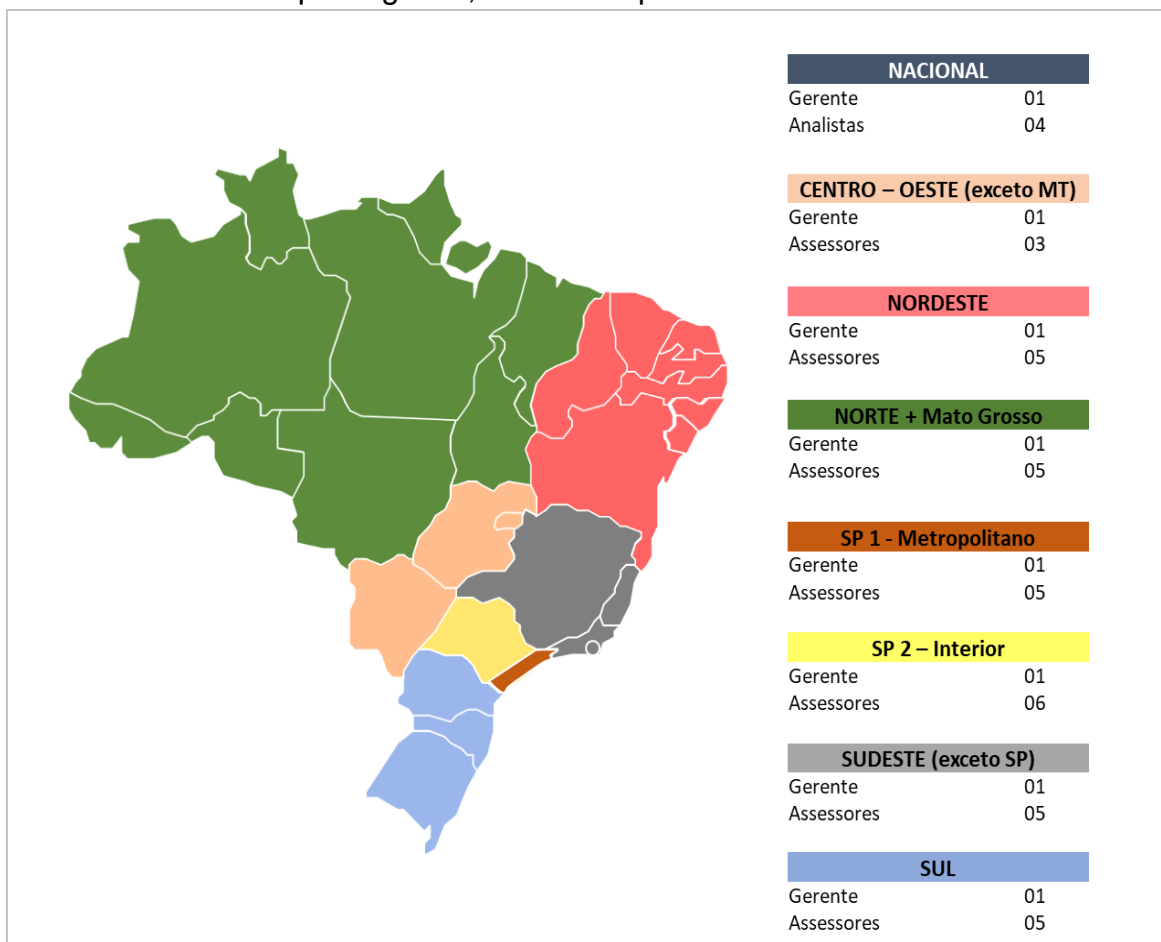 NACIONAL
Gerente 01
Analistas 04
CENTRO – OESTE (exceto MT)
Gerente 01
Assessores 03
NORDESTE
Gerente 01
Assessores 05
NORTE + Mato Grosso
Gerente 01
Assessores 05
SP 1 - Metropolitano
Gerente 01
Assessores 05
SP 2 – Interior
Gerente 01
Assessores 06
SUDESTE (exceto SP)
Gerente 01
Assessores 05
SUL
Gerente 01
Assessores 05